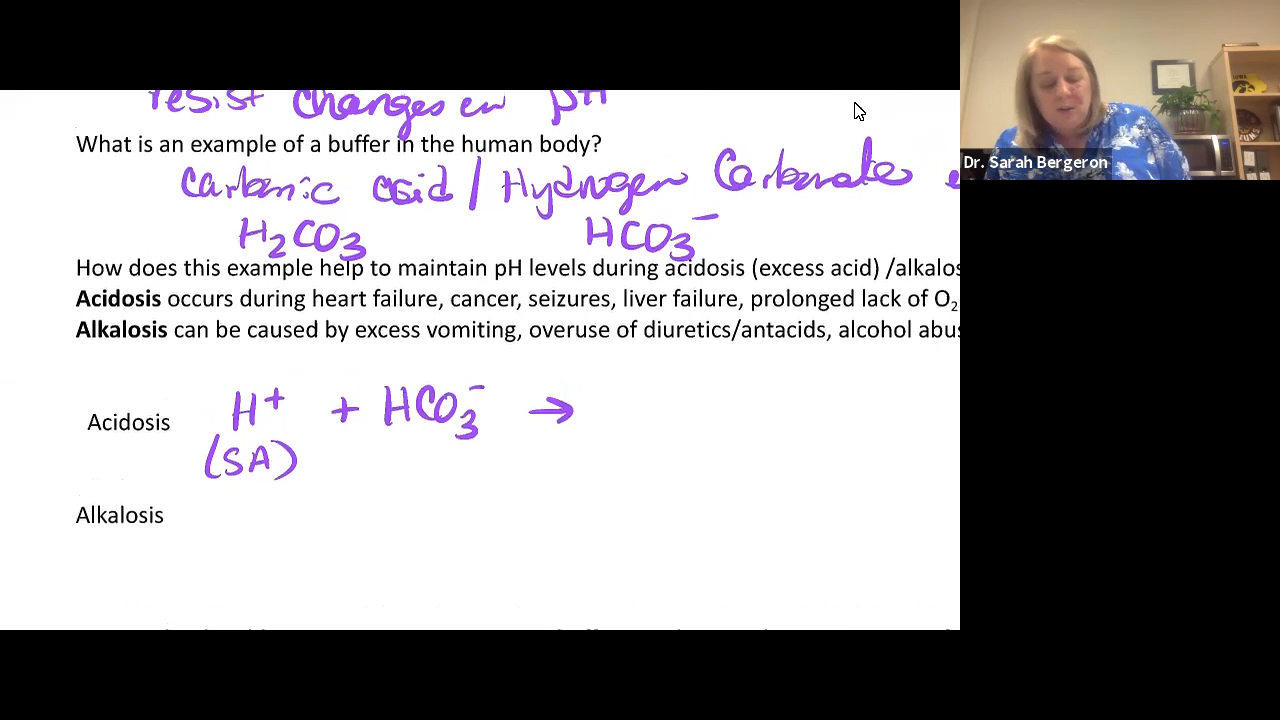 resist changes in pH
What is an example of a buffer in the human body?
Carbonic acid / Hydrogen Carbonate
H₂CO₃ HCO₃⁻
How does this example help to maintain pH levels during acidosis (excess acid) /alkalos
Acidosis occurs during heart failure, cancer, seizures, liver failure, prolonged lack of O₂
Alkalosis can be caused by excess vomiting, overuse of diuretics/antacids, alcohol abus
Acidosis H⁺ + HCO₃⁻ →
(SA)
Alkalosis
Dr. Sarah Bergeron
IOWA